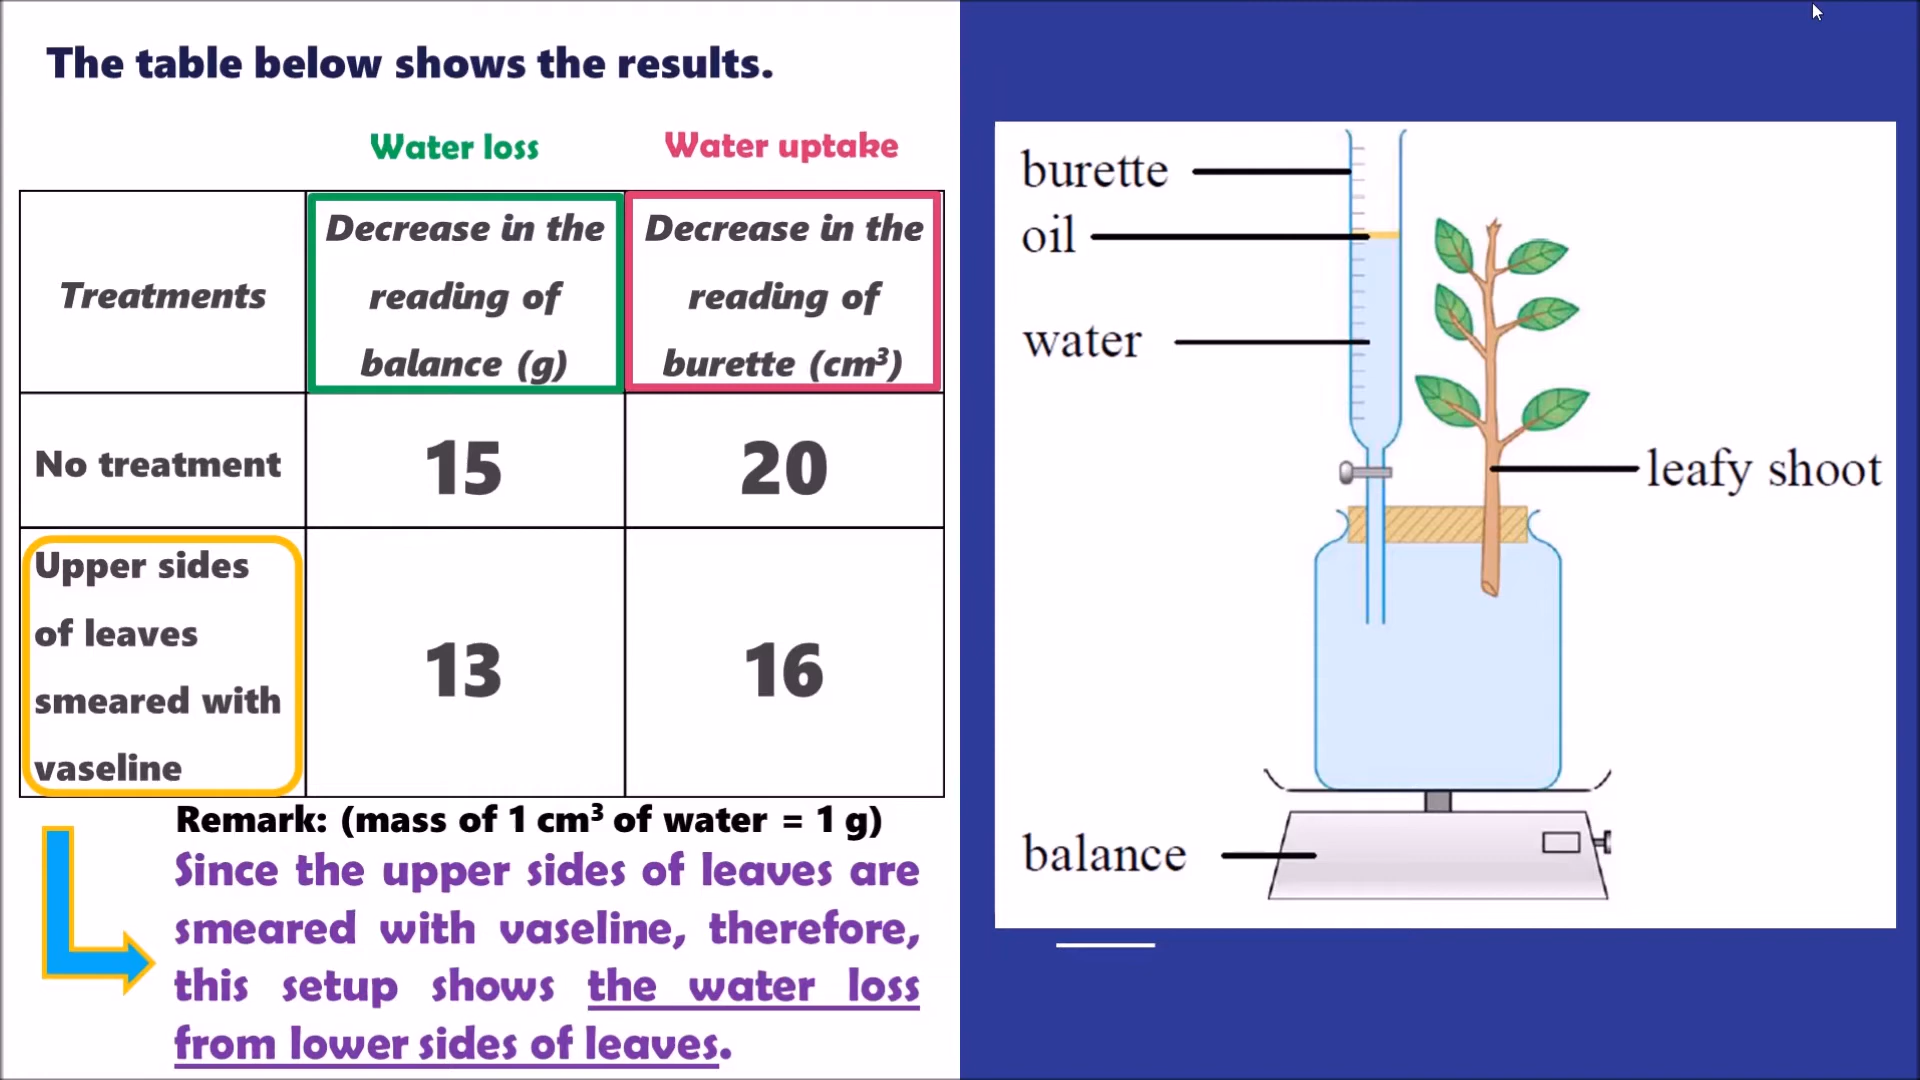 The table below shows the results.
Water loss
Water uptake
Treatments
Decrease in the
reading of
balance (g)
Decrease in the
reading of
burette (cm³)
No treatment
15
20
Upper sides
of leaves
smeared with
vaseline
13
16
Remark: (mass of 1 cm³ of water = 1 g)
Since the upper sides of leaves are
smeared with vaseline, therefore,
this setup shows the water loss
from lower sides of leaves.
burette
oil
water
leafy shoot
balance